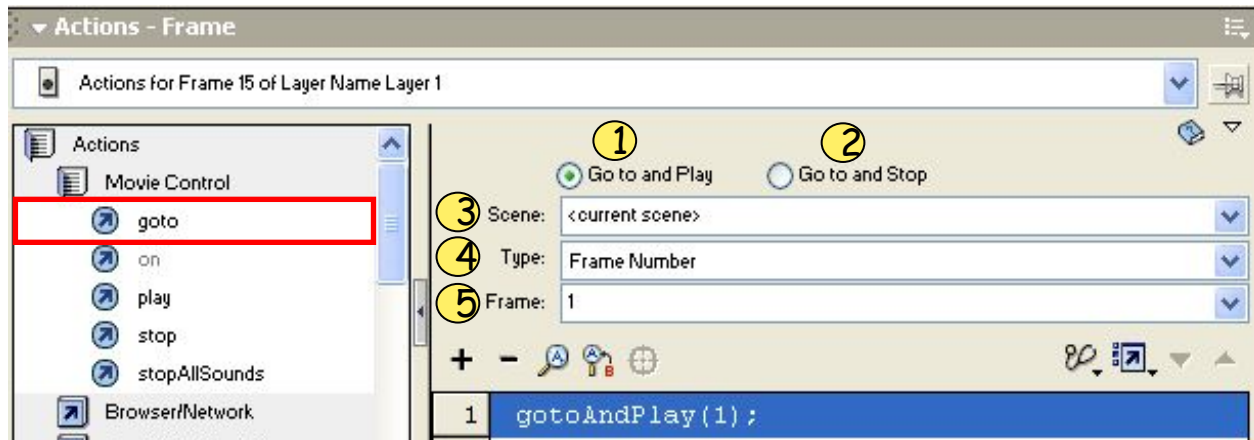 Actions - Frame
Actions for Frame 15 of Layer Name Layer 1
Actions
Movie Control
goto
on
play
stop
stopAllSounds
Browser/Network
1 2
Go to and Play Go to and Stop
3 Scene: <current scene>
4 Type: Frame Number
5 Frame: 1
1 gotoAndPlay(1);